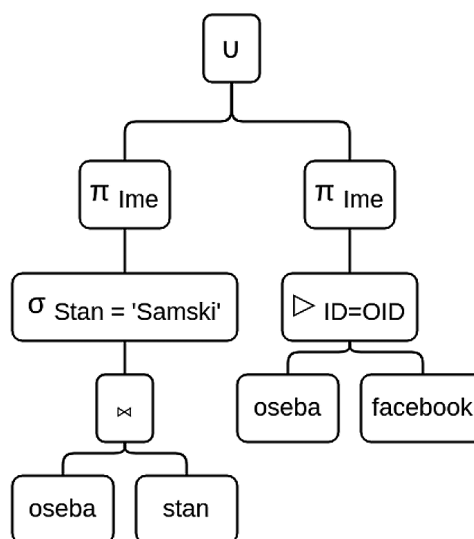 ∪
π Ime
π Ime
σ Stan = 'Samski'
▷ ID=OID
⋈
oseba
facebook
oseba
stan